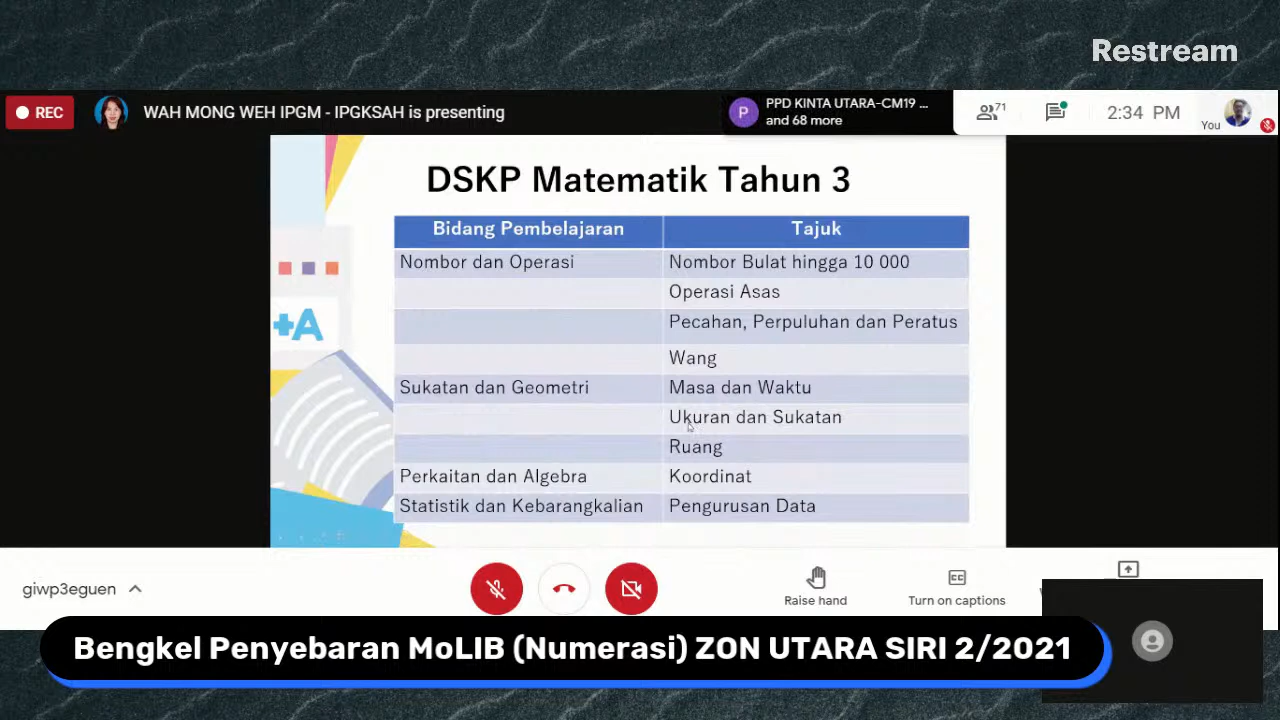 Restream
REC
WAH MONG WEH IPGM - IPGKSAH is presenting
P
PPD KINTA UTARA-CM19 ...
and 68 more
71
2:34 PM
You
DSKP Matematik Tahun 3
Bidang Pembelajaran Tajuk
Nombor dan Operasi Nombor Bulat hingga 10 000
Operasi Asas
+A
Pecahan, Perpuluhan dan Peratus
Wang
Sukatan dan Geometri Masa dan Waktu
Ukuran dan Sukatan
Ruang
Perkaitan dan Algebra Koordinat
Statistik dan Kebarangkalian Pengurusan Data
giwp3eguen
CC
Raise hand
Turn on captions
Bengkel Penyebaran MoLIB (Numerasi) ZON UTARA SIRI 2/2021